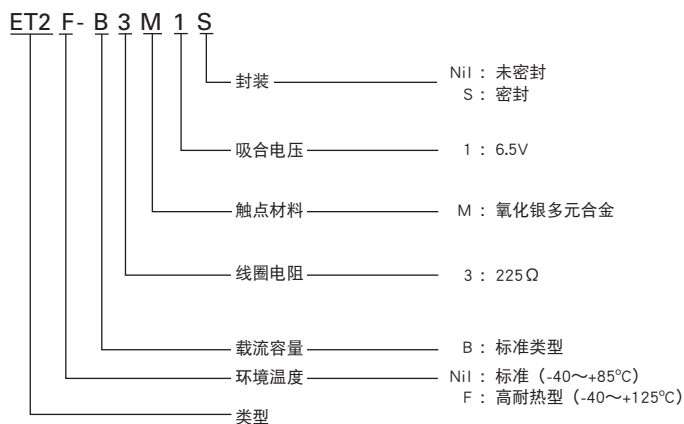 ET2 F- B 3 M 1 S
封装 Nil : 未密封
S : 密封
吸合电压 1 : 6.5V
触点材料 M : 氧化银多元合金
线圈电阻 3 : 225Ω
载流容量 B : 标准类型
环境温度 Nil : 标准（-40～+85ºC）
F : 高耐热型（-40～+125ºC）
类型